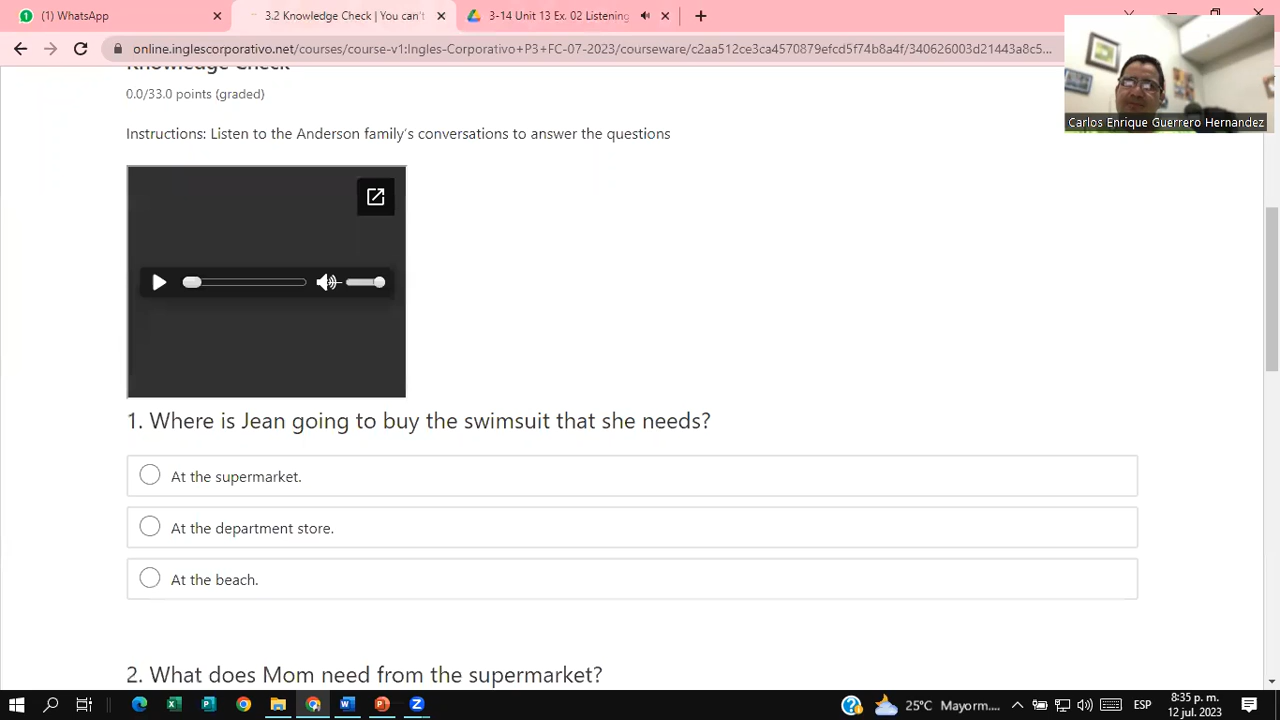 (1) WhatsApp
3.2 Knowledge Check | You can't
3-14 Unit 13 Ex. 02 Listening
online.inglescorporativo.net/courses/course-v1:Ingles-Corporativo+P3+FC-07-2023/courseware/c2aa512ce3ca4570879efcd5f74b8a4f/340626003d21443a8c5...
Knowledge Check
0.0/33.0 points (graded)
Carlos Enrique Guerrero Hernandez
Instructions: Listen to the Anderson family's conversations to answer the questions
1. Where is Jean going to buy the swimsuit that she needs?
At the supermarket.
At the department store.
At the beach.
2. What does Mom need from the supermarket?
25°C Mayorm....
ESP
8:35 p. m.
12 jul. 2023